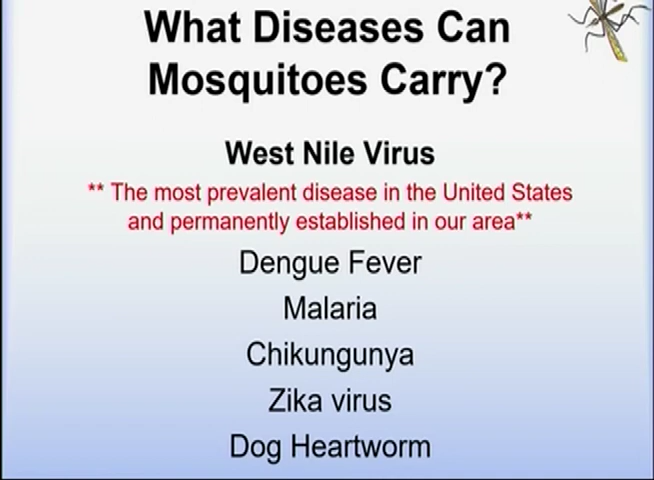 What Diseases Can
Mosquitoes Carry?
West Nile Virus
** The most prevalent disease in the United States
and permanently established in our area**
Dengue Fever
Malaria
Chikungunya
Zika virus
Dog Heartworm